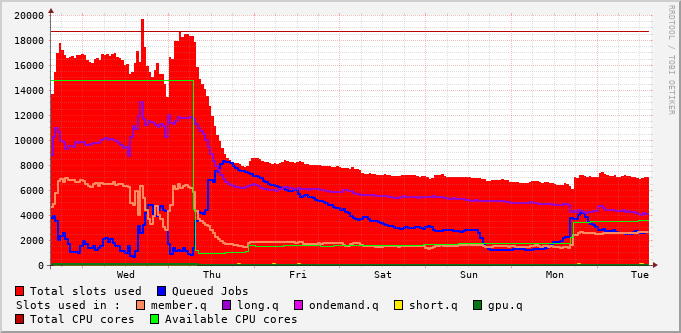 RRDTOOL / TOBI OETIKER
20000
18000
16000
14000
12000
10000
8000
6000
4000
2000
0
Wed Thu Fri Sat Sun Mon Tue
Total slots used Queued Jobs
Slots used in : member.q long.q ondemand.q short.q gpu.q
Total CPU cores Available CPU cores